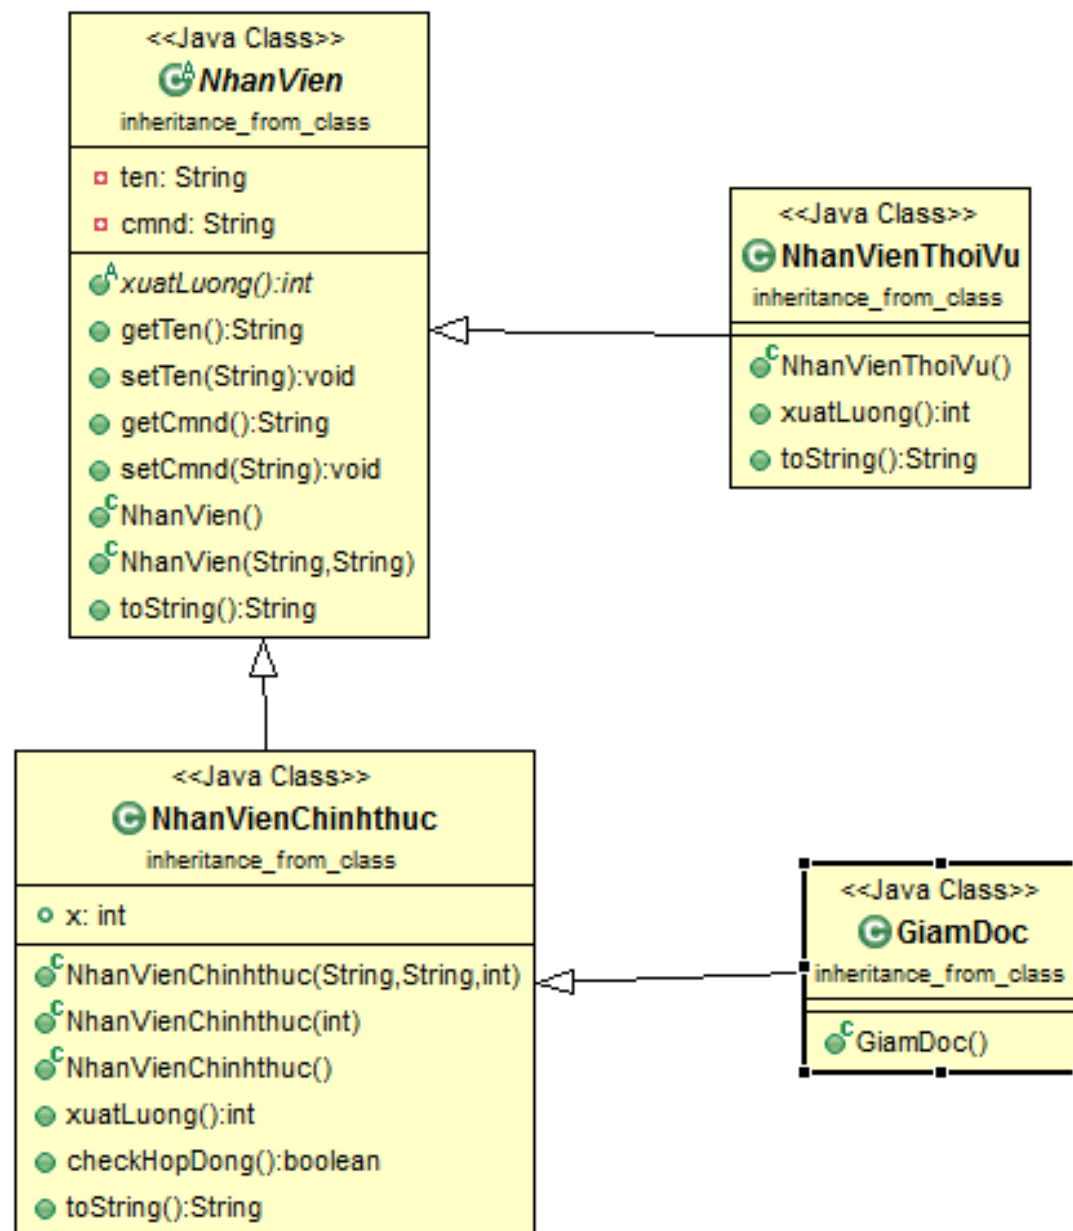 <<Java Class>>
NhanVien
inheritance_from_class
ten: String
cmnd: String
xuatLuong():int
getTen():String
setTen(String):void
getCmnd():String
setCmnd(String):void
NhanVien()
NhanVien(String,String)
toString():String
<<Java Class>>
NhanVienThoiVu
inheritance_from_class
NhanVienThoiVu()
xuatLuong():int
toString():String
<<Java Class>>
NhanVienChinhthuc
inheritance_from_class
x: int
NhanVienChinhthuc(String,String,int)
NhanVienChinhthuc(int)
NhanVienChinhthuc()
xuatLuong():int
checkHopDong():boolean
toString():String
<<Java Class>>
GiamDoc
inheritance_from_class
GiamDoc()